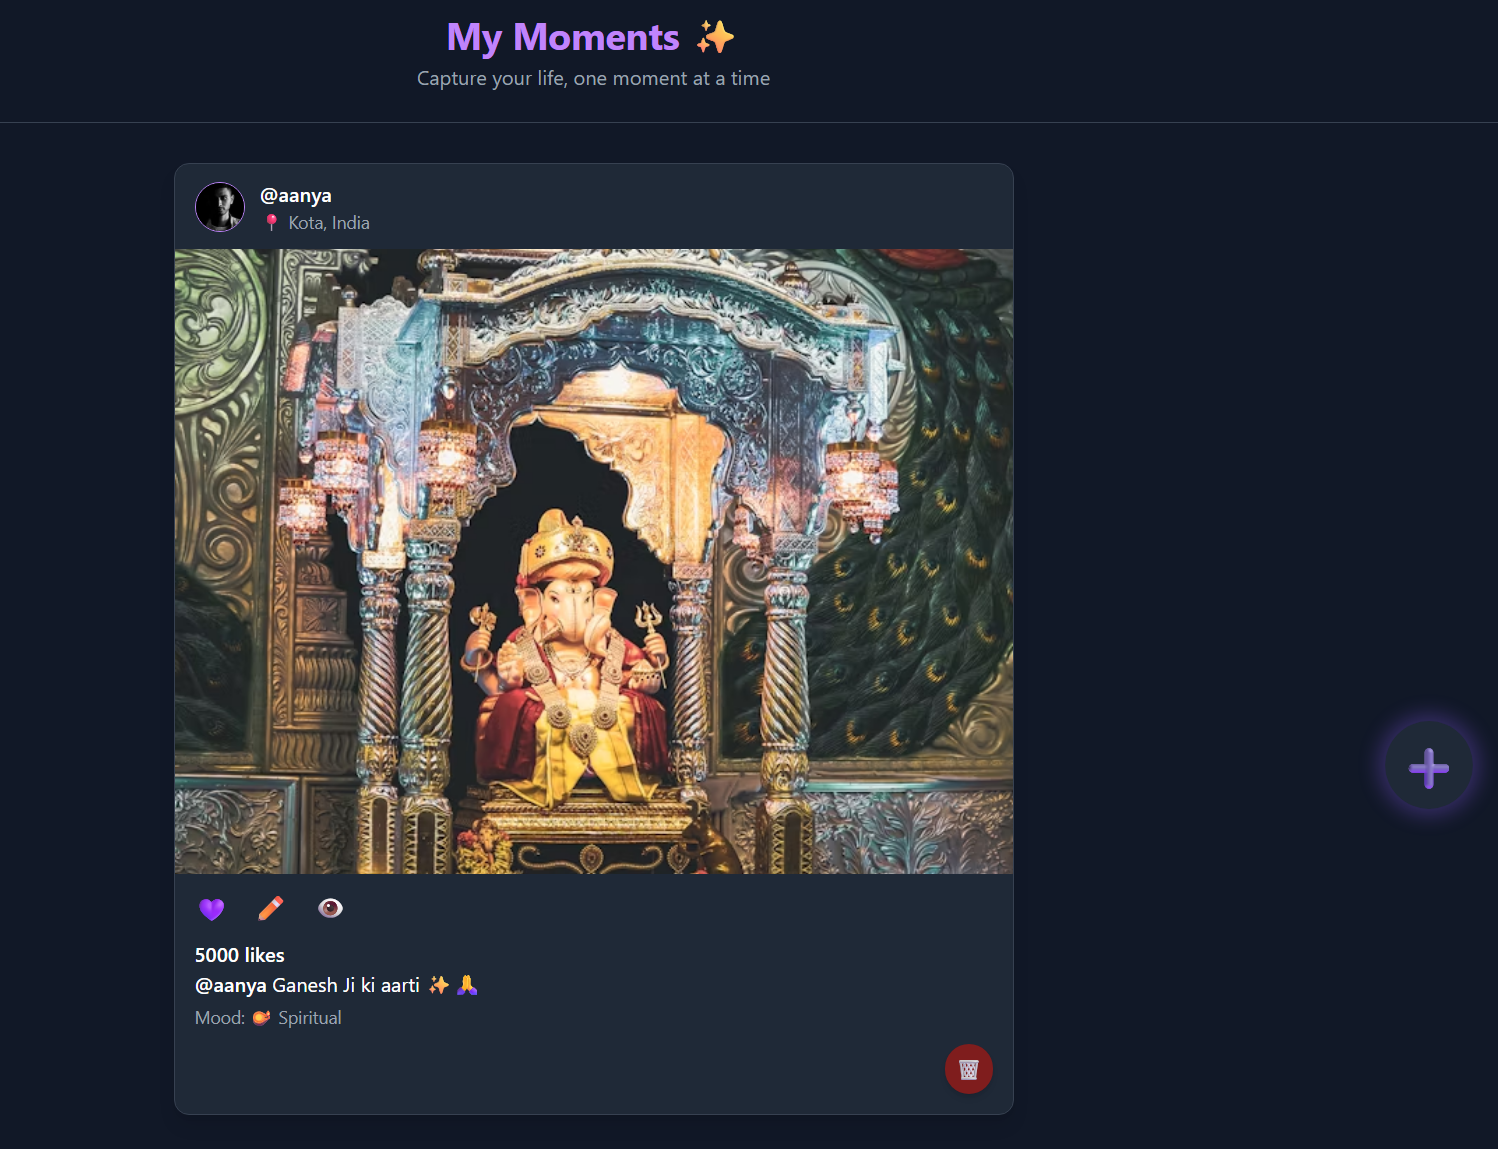 My Moments ✨
Capture your life, one moment at a time
@aanya
📍 Kota, India
5000 likes
@aanya Ganesh Ji ki aarti ✨ 🙏
Mood: 🪔 Spiritual